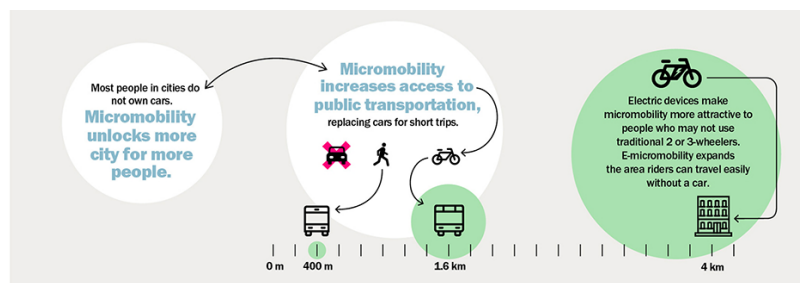 Most people in cities do
not own cars.
Micromobility
unlocks more
city for more
people.
Micromobility
increases access to
public transportation,
replacing cars for short trips.
Electric devices make
micromobility more attractive to
people who may not use
traditional 2 or 3-wheelers.
E-micromobility expands
the area riders can travel easily
without a car.
0 m 400 m 1.6 km 4 km